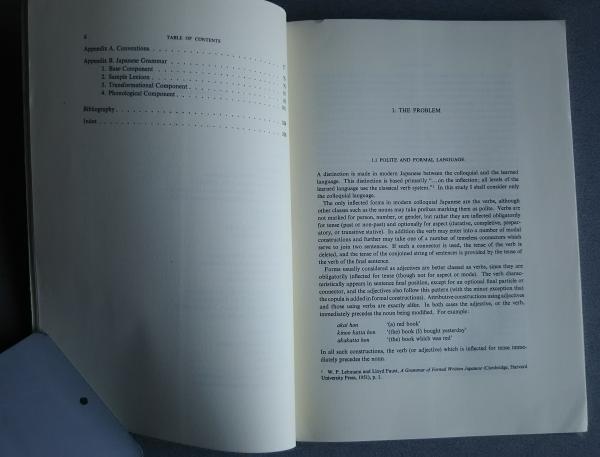 6 TABLE OF CONTENTS
Appendix A. Conventions
Appendix B. Japanese Grammar
1. Base Component
2. Sample Lexicon
3. Transformational Component
4. Phonological Component
Bibliography
Index
1. THE PROBLEM
1.1 POLITE AND FORMAL LANGUAGE
A distinction is made in modern Japanese between the colloquial and the learned
language. This distinction is based primarily "... on the inflection; all levels of the
learned language use the classical verb system."¹ In this study I shall consider only
the colloquial language.
The only inflected forms in modern colloquial Japanese are the verbs, although
other classes such as the nouns may take prefixes marking them as polite. Verbs are
not marked for person, number, or gender, but rather they are inflected obligatorily
for tense (past or non-past) and optionally for aspect (durative, completive, prepar-
atory, or transitive stative). In addition the verb may enter into a number of modal
constructions and further may take one of a number of tenseless connectors which
serve to join two sentences. If such a connector is used, the tense of the verb is
deleted, and the tense of the conjoined string of sentences is provided by the tense of
the verb of the final sentence.
Forms usually considered as adjectives are better classed as verbs, since they are
obligatorily inflected for tense (though not for aspect or mode). The verb charac-
teristically appears in sentence final position, except for an optional final particle or
connector, and the adjectives also follow this pattern (with the minor exception that
the copula is added in formal constructions). Attributive constructions using adjectives
and those using verbs are exactly alike. In both cases the adjective, or the verb,
immediately precedes the noun being modified. For example:
akai hon '(a) red book'
kinoo katta hon '(the) book (I) bought yesterday'
akakatta hon '(the) book which was red'
In all such constructions, the verb (or adjective) which is inflected for tense imme-
diately precedes the noun.
¹ W. P. Lehmann and Lloyd Faust, A Grammar of Formal Written Japanese (Cambridge, Harvard
University Press, 1951), p. 1.